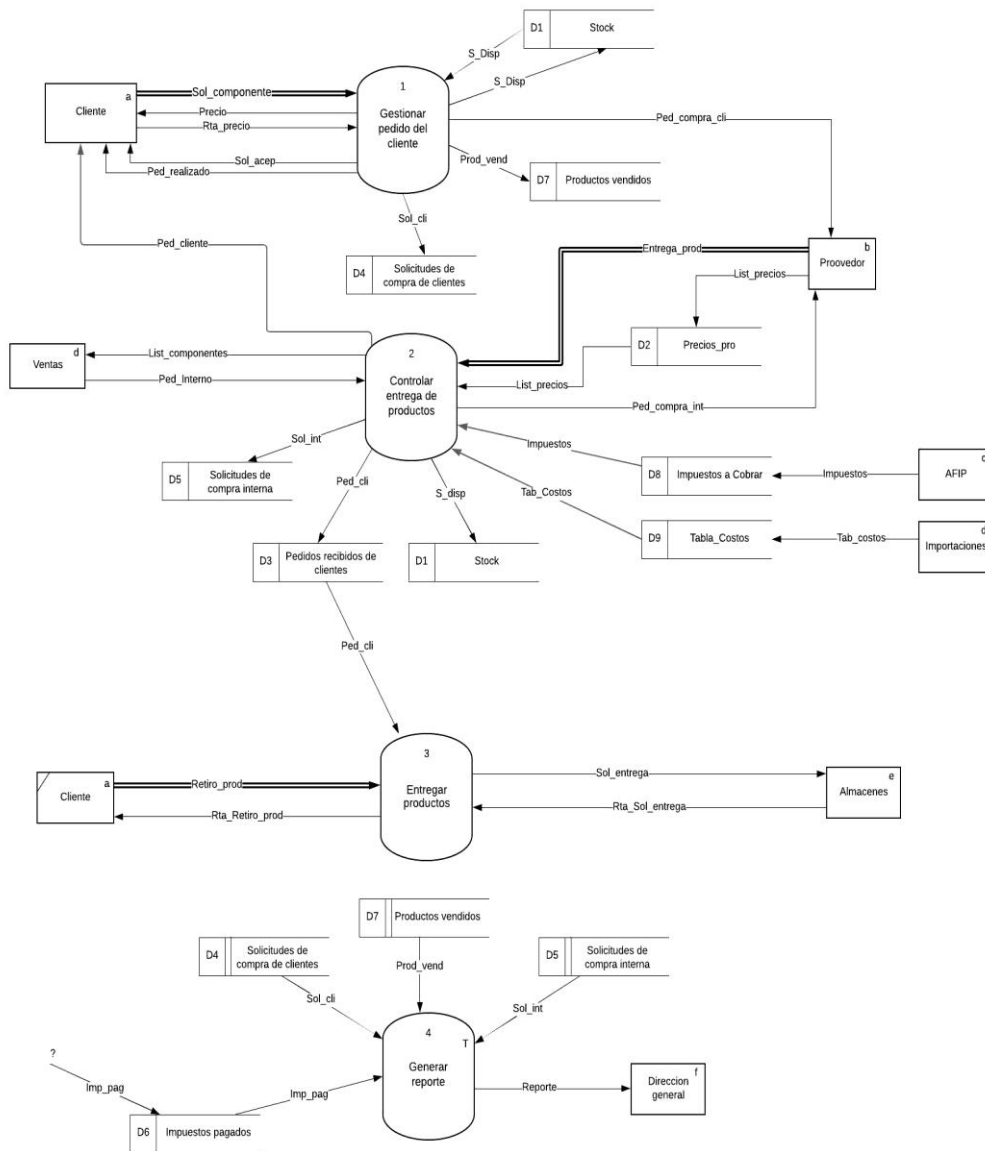 D1
Stock
S_Disp
S_Disp
a
Cliente
Sol_componente
Precio
Rta_precio
Sol_acep
Ped_realizado
1
Gestionar
pedido del
cliente
Ped_compra_cli
Prod_vend
D7
Productos vendidos
Sol_cli
D4
Solicitudes de
compra de clientes
Ped_cliente
Entrega_prod
b
Proovedor
List_precios
D2
Precios_pro
List_precios
d
Ventas
List_componentes
Ped_Interno
2
Controlar
entrega de
productos
Ped_compra_int
Sol_int
D5
Solicitudes de
compra interna
Ped_cli
S_disp
Impuestos
D8
Impuestos a Cobrar
Impuestos
AFIP
Tab_Costos
D9
Tabla_Costos
Tab_costos
Importaciones
D3
Pedidos recibidos de
clientes
D1
Stock
Ped_cli
a
Cliente
Retiro_prod
Rta_Retiro_prod
3
Entregar
productos
Sol_entrega
Rta_Sol_entrega
e
Almacenes
D7
Productos vendidos
D4
Solicitudes de
compra de clientes
D5
Solicitudes de
compra interna
Prod_vend
Sol_cli
Sol_int
4
T
Generar
reporte
?
Imp_pag
Imp_pag
D6
Impuestos pagados
Reporte
f
Direccion
general